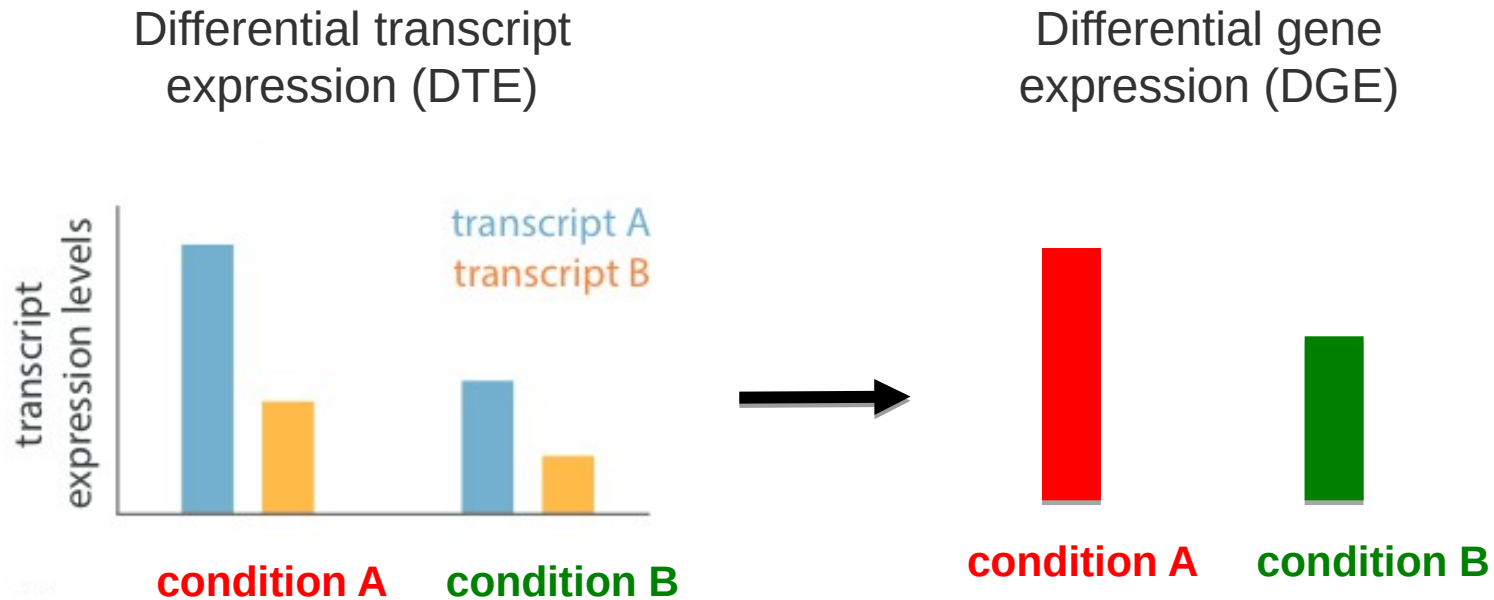 Differential transcript
expression (DTE)
Differential gene
expression (DGE)
transcript
expression levels
transcript A
transcript B
condition A
condition B
condition A
condition B